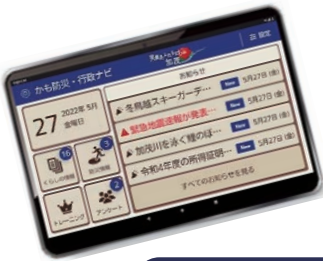 かも防災・行政ナビ
加茂
設定
お知らせ
2022年 5月
27
金曜日
冬鳥越スキーガーデ… New 5月27日 (金)
緊急地震速報が発表… New 5月27日 (金)
加茂川を泳ぐ鯉のぼ… New 5月27日 (金)
令和4年度の所得証明… New 5月27日 (金)
すべてのお知らせを見る
16
くらしの情報
3
防災情報
トレーニング
2
アンケート